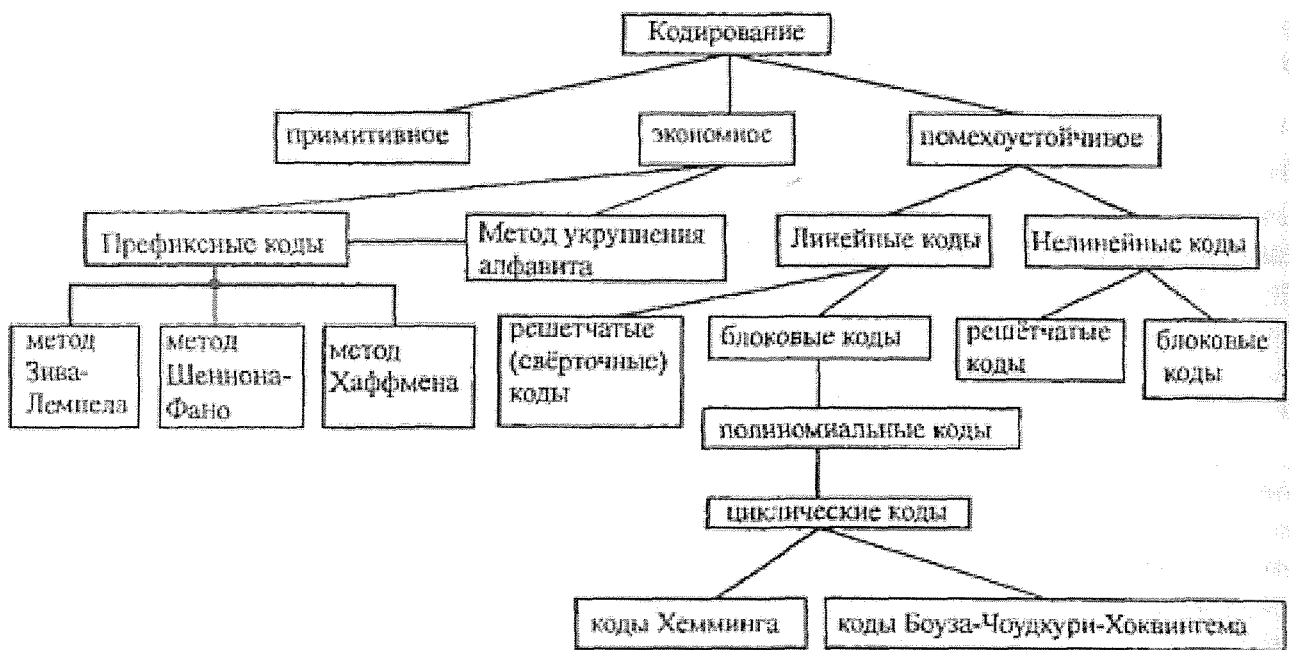 Кодирование
примитивное
экономное
помехоустойчивое
Префиксные коды
Метод укрупнения
алфавита
Линейные коды
Нелинейные коды
метод
Зива-
Лемпела
метод
Шеннона-
Фано
метод
Хаффмена
решетчатые
(свёрточные)
коды
блоковые коды
решётчатые
коды
блоковые
коды
полиномиальные коды
циклические коды
коды Хемминга
коды Боуза-Чоудхури-Хоквингема